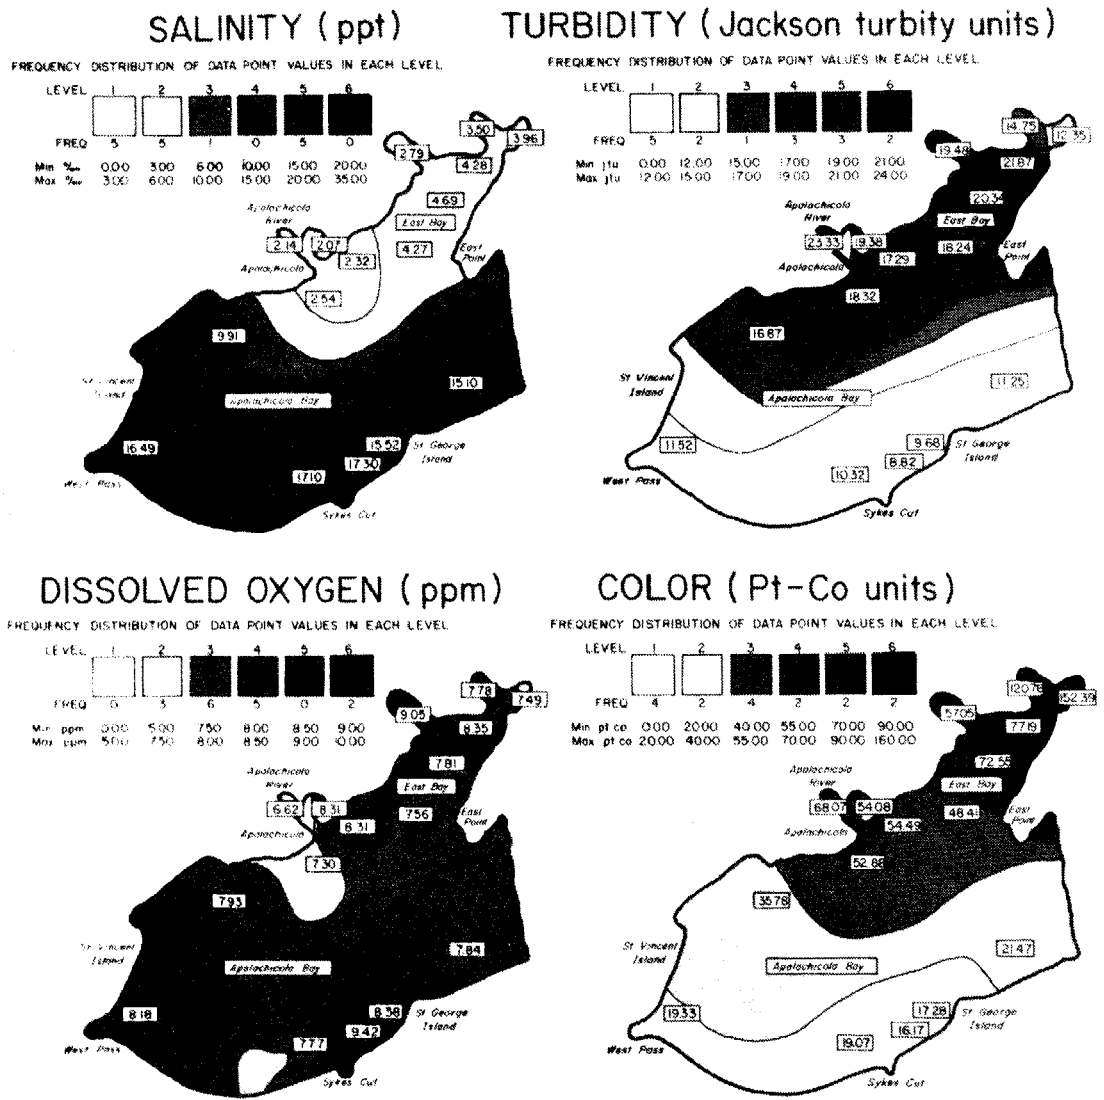 SALINITY (ppt)
FREQUENCY DISTRIBUTION OF DATA POINT VALUES IN EACH LEVEL
LEVEL 1 2 3 4 5 6
FREQ 5 5 1 0 5 0
Min ‰ 0.00 3.00 6.00 10.00 15.00 20.00
Max ‰ 3.00 6.00 10.00 15.00 20.00 35.00
3.50
3.96
2.79
4.28
4.69
Apalachicola River
East Bay
2.14
2.07
4.27
East Point
2.32
Apalachicola
2.54
9.91
St Vincent Island
15.10
Apalachicola Bay
16.49
15.52
St George Island
17.30
17.10
West Pass
Sykes Cut
TURBIDITY (Jackson turbity units)
FREQUENCY DISTRIBUTION OF DATA POINT VALUES IN EACH LEVEL
LEVEL 1 2 3 4 5 6
FREQ 5 2 1 3 3 2
Min jtu 0.00 12.00 15.00 17.00 19.00 21.00
Max jtu 12.00 15.00 17.00 19.00 21.00 24.00
14.75
12.35
19.48
21.87
20.34
Apalachicola River
East Bay
23.33
19.38
18.24
East Point
17.29
Apalachicola
18.32
16.87
St Vincent Island
11.25
Apalachicola Bay
11.52
9.68
St George Island
8.82
10.32
West Pass
Sykes Cut
DISSOLVED OXYGEN (ppm)
FREQUENCY DISTRIBUTION OF DATA POINT VALUES IN EACH LEVEL
LEVEL 1 2 3 4 5 6
FREQ 0 3 6 5 0 2
Min ppm 0.00 5.00 7.50 8.00 8.50 9.00
Max ppm 5.00 7.50 8.00 8.50 9.00 10.00
7.78
7.49
9.05
8.35
7.81
Apalachicola River
East Bay
6.62
8.31
7.56
East Point
8.31
Apalachicola
7.30
7.93
St Vincent Island
7.84
Apalachicola Bay
8.18
8.38
St George Island
9.42
7.77
West Pass
Sykes Cut
COLOR (Pt-Co units)
FREQUENCY DISTRIBUTION OF DATA POINT VALUES IN EACH LEVEL
LEVEL 1 2 3 4 5 6
FREQ 4 2 4 2 2 2
Min pt co 0.00 20.00 40.00 55.00 70.00 90.00
Max pt co 20.00 40.00 55.00 70.00 90.00 160.00
120.78
152.39
57.05
77.19
72.55
Apalachicola River
East Bay
68.07
54.08
48.41
East Point
54.49
Apalachicola
52.88
35.78
St Vincent Island
21.47
Apalachicola Bay
19.33
17.28
St George Island
16.17
19.07
West Pass
Sykes Cut